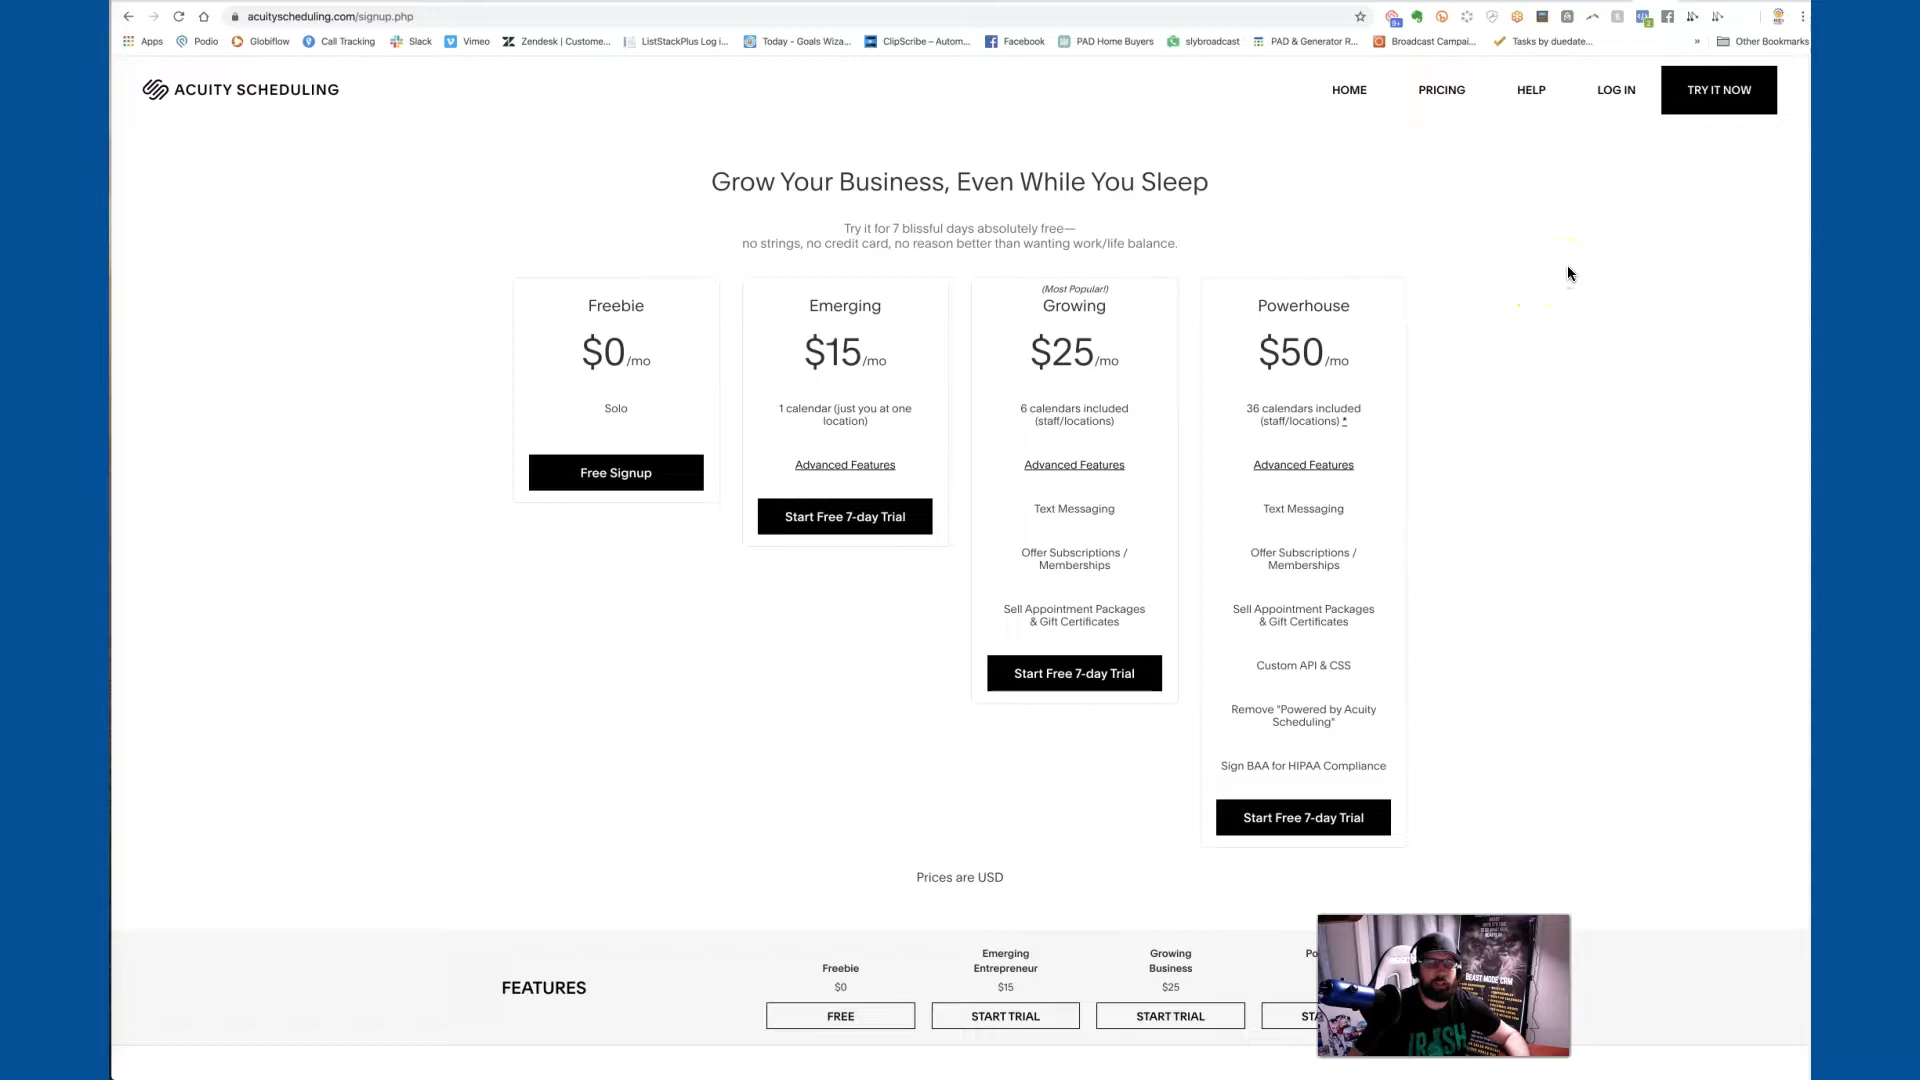 acuityscheduling.com/signup.php
Apps
Podio
Globiflow
Call Tracking
Slack
Vimeo
Zendesk | Custome...
ListStackPlus Log i...
Today - Goals Wiza...
ClipScribe – Autom...
Facebook
PAD Home Buyers
slybroadcast
PAD & Generator R...
Broadcast Campai...
Tasks by duedate...
»
Other Bookmarks
ACUITY SCHEDULING
HOME
PRICING
HELP
LOG IN
TRY IT NOW
Grow Your Business, Even While You Sleep
Try it for 7 blissful days absolutely free—
no strings, no credit card, no reason better than wanting work/life balance.
Freebie
$0/mo
Solo
Free Signup
Emerging
$15/mo
1 calendar (just you at one
location)
Advanced Features
Start Free 7-day Trial
(Most Popular!)
Growing
$25/mo
6 calendars included
(staff/locations)
Advanced Features
Text Messaging
Offer Subscriptions /
Memberships
Sell Appointment Packages
& Gift Certificates
Start Free 7-day Trial
Powerhouse
$50/mo
36 calendars included
(staff/locations) *
Advanced Features
Text Messaging
Offer Subscriptions /
Memberships
Sell Appointment Packages
& Gift Certificates
Custom API & CSS
Remove "Powered by Acuity
Scheduling"
Sign BAA for HIPAA Compliance
Start Free 7-day Trial
Prices are USD
FEATURES
Freebie
$0
FREE
Emerging
Entrepreneur
$15
START TRIAL
Growing
Business
$25
START TRIAL
Po
STA
BEAST MODE CRM